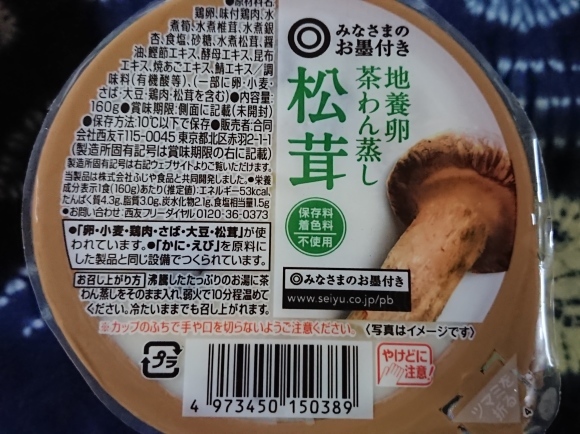 ●原材料名
鶏卵、味付鶏肉、水
煮筍、水煮椎茸、水煮銀
杏、食塩、砂糖、水煮松茸、醤
油、鰹節エキス、酵母エキス、昆布
エキス、焼あごエキス、鯖エキス/調
味料(有機酸等)、(一部に卵・小麦・
さば・大豆・鶏肉・松茸を含む)●内容量:
160g●賞味期限:側面に記載(未開封)
●保存方法:10℃以下で保存●販売者:合同
会社西友〒115-0045 東京都北区赤羽2-1-1
(製造所固有記号は賞味期限の右に記載)
製造所固有記号は右記ウェブサイトよりご覧いただけます。
当製品は株式会社ふじや食品と共同開発しました。●栄養
成分表示1食(160g)あたり(推定値):エネルギー53kcal、
たんぱく質4.3g、脂質3.0g、炭水化物2.1g、食塩相当量1.5g
●お問い合わせ:西友フリーダイヤル0120-36-0373
●「卵・小麦・鶏肉・さば・大豆・松茸」が
使われています。●「かに・えび」を原料に
した製品と同じ設備でつくられています。
お召し上がり方 沸騰したたっぷりのお湯に茶
わん蒸しをそのまま入れ、弱火で10分程温めて
ください。冷たいままでも召し上がれます。
※カップのふちで手や口を切らないようご注意ください。
みなさまの
お墨付き
地養卵
茶わん蒸し
松茸
保存料
着色料
不使用
みなさまのお墨付き
www.seiyu.co.jp/pb
〈写真はイメージです〉
プラ
4 973450 150389
やけどに
注意!
ツマミを